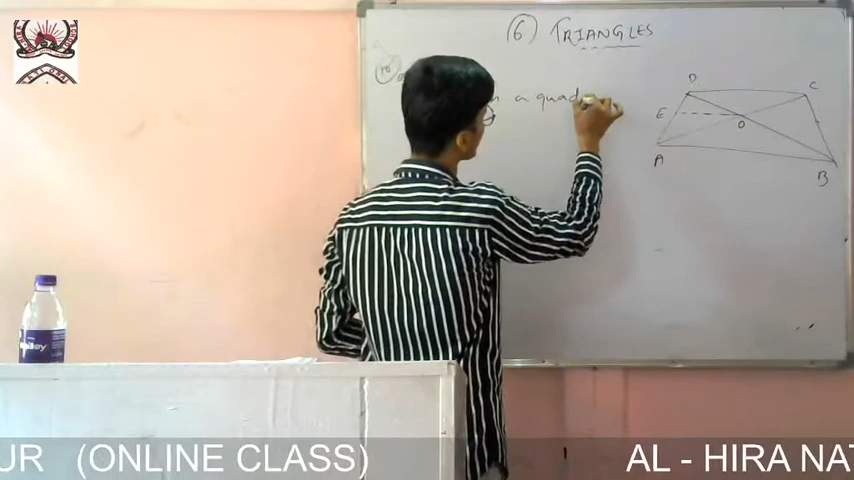 6 TRIANGLES
10
a quad
D
C
E
O
A
B
UR (ONLINE CLASS)
AL - HIRA NAT